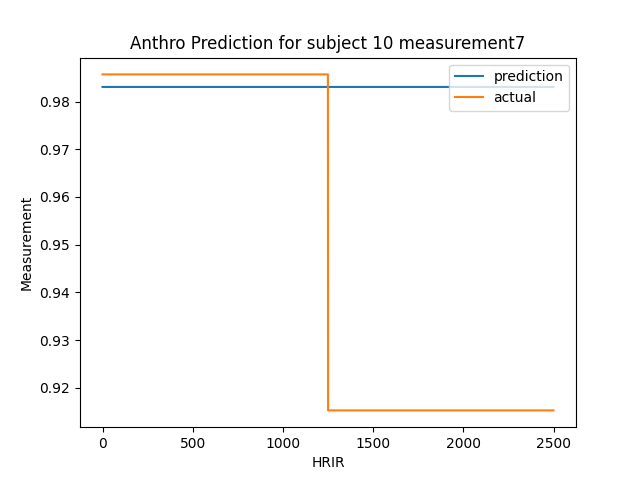 Anthro Prediction for subject 10 measurement7
prediction
actual
Measurement
0.98
0.97
0.96
0.95
0.94
0.93
0.92
0
500
1000
1500
2000
2500
HRIR